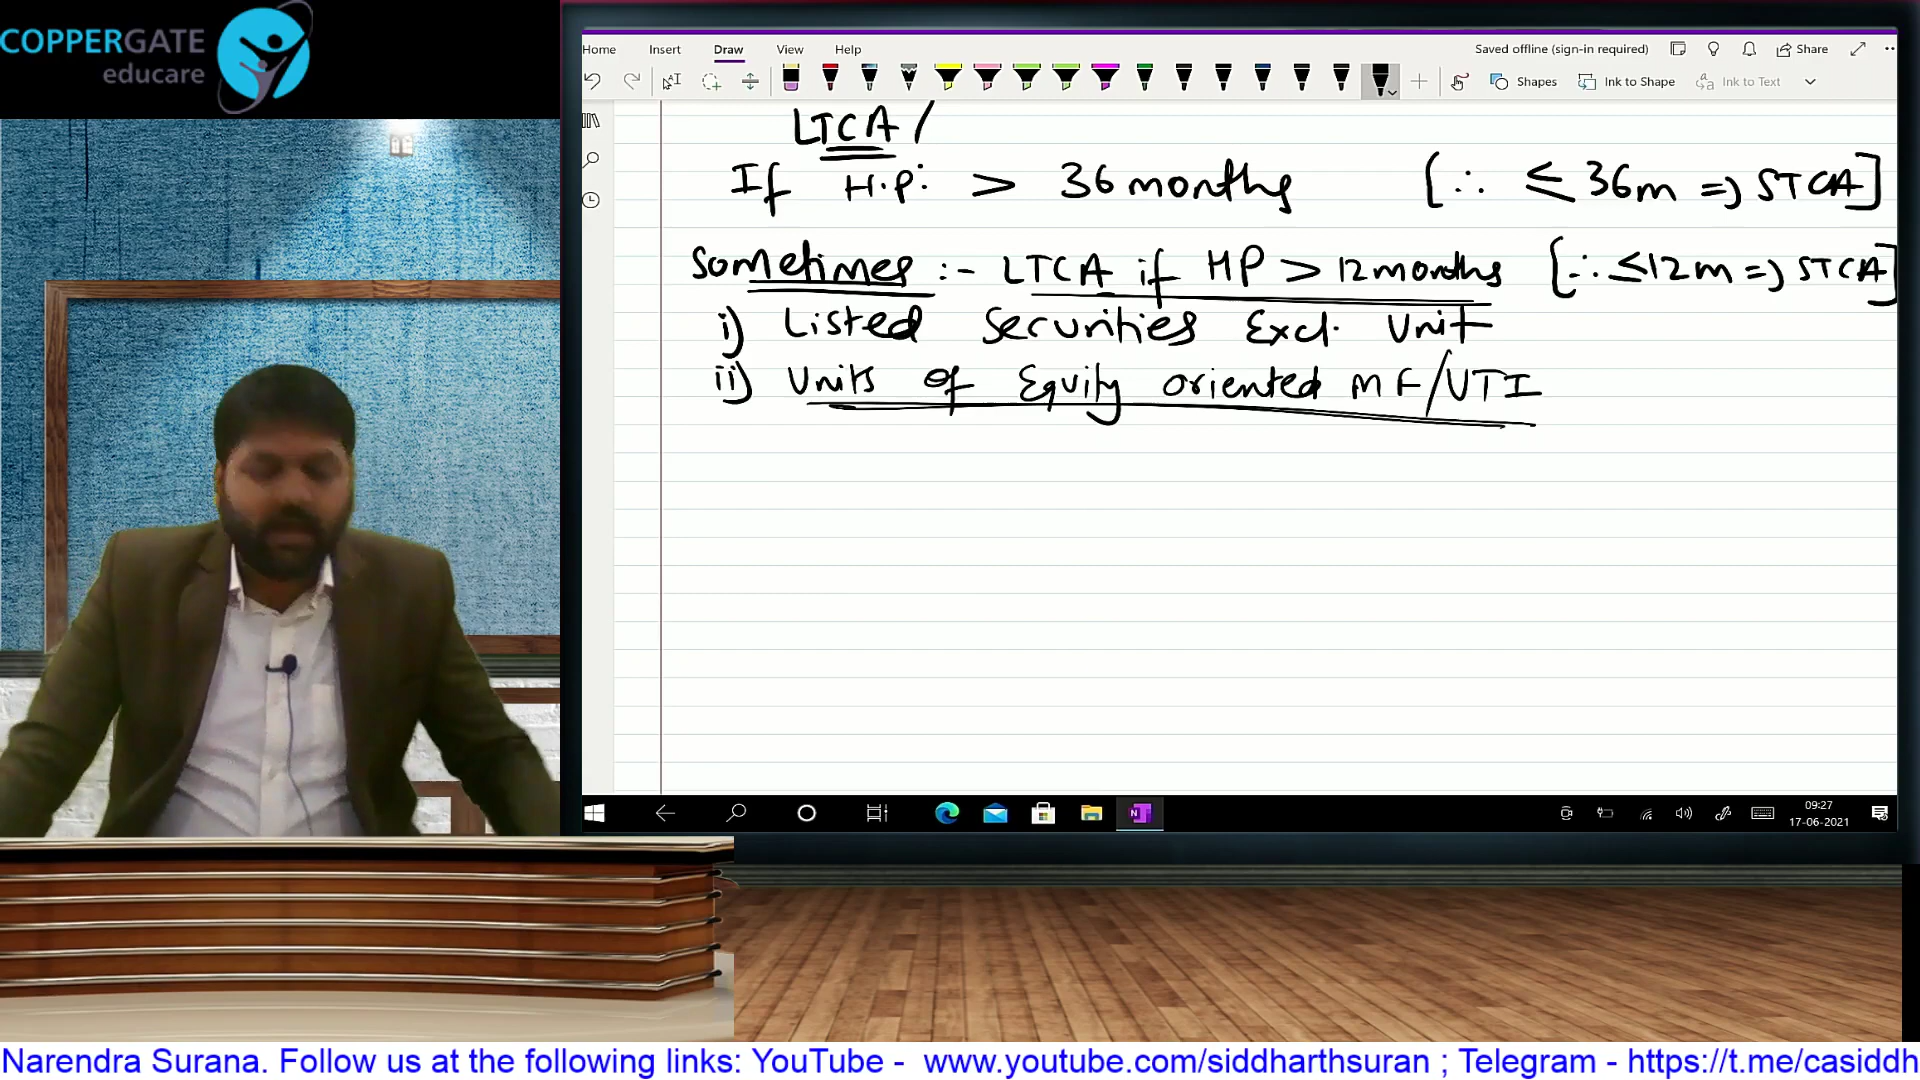 COPPERGATE
educare
Home Insert Draw View Help Saved offline (sign-in required) Share
Shapes Ink to Shape Ink to Text
LTCA /
If H.P. > 36 months [∴ ≤ 36m => STCA]
Sometimes :- LTCA if HP > 12 months [∴ ≤ 12m => STCA]
i) Listed Securities Excl. Unit
ii) Units of Equity oriented MF/UTI
09:27
17-06-2021
Narendra Surana. Follow us at the following links: YouTube - www.youtube.com/siddharthsuran ; Telegram - https://t.me/casiddh